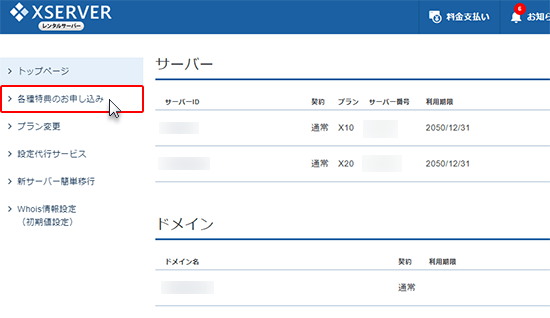 XSERVER
レンタルサーバー
料金支払い
6
お知ら
トップページ
各種特典のお申し込み
プラン変更
設定代行サービス
新サーバー簡単移行
Whois情報設定
（初期値設定）
サーバー
サーバーID 契約 プラン サーバー番号 利用期限
通常 X10 2050/12/31
通常 X20 2050/12/31
ドメイン
ドメイン名 契約 利用期限
通常